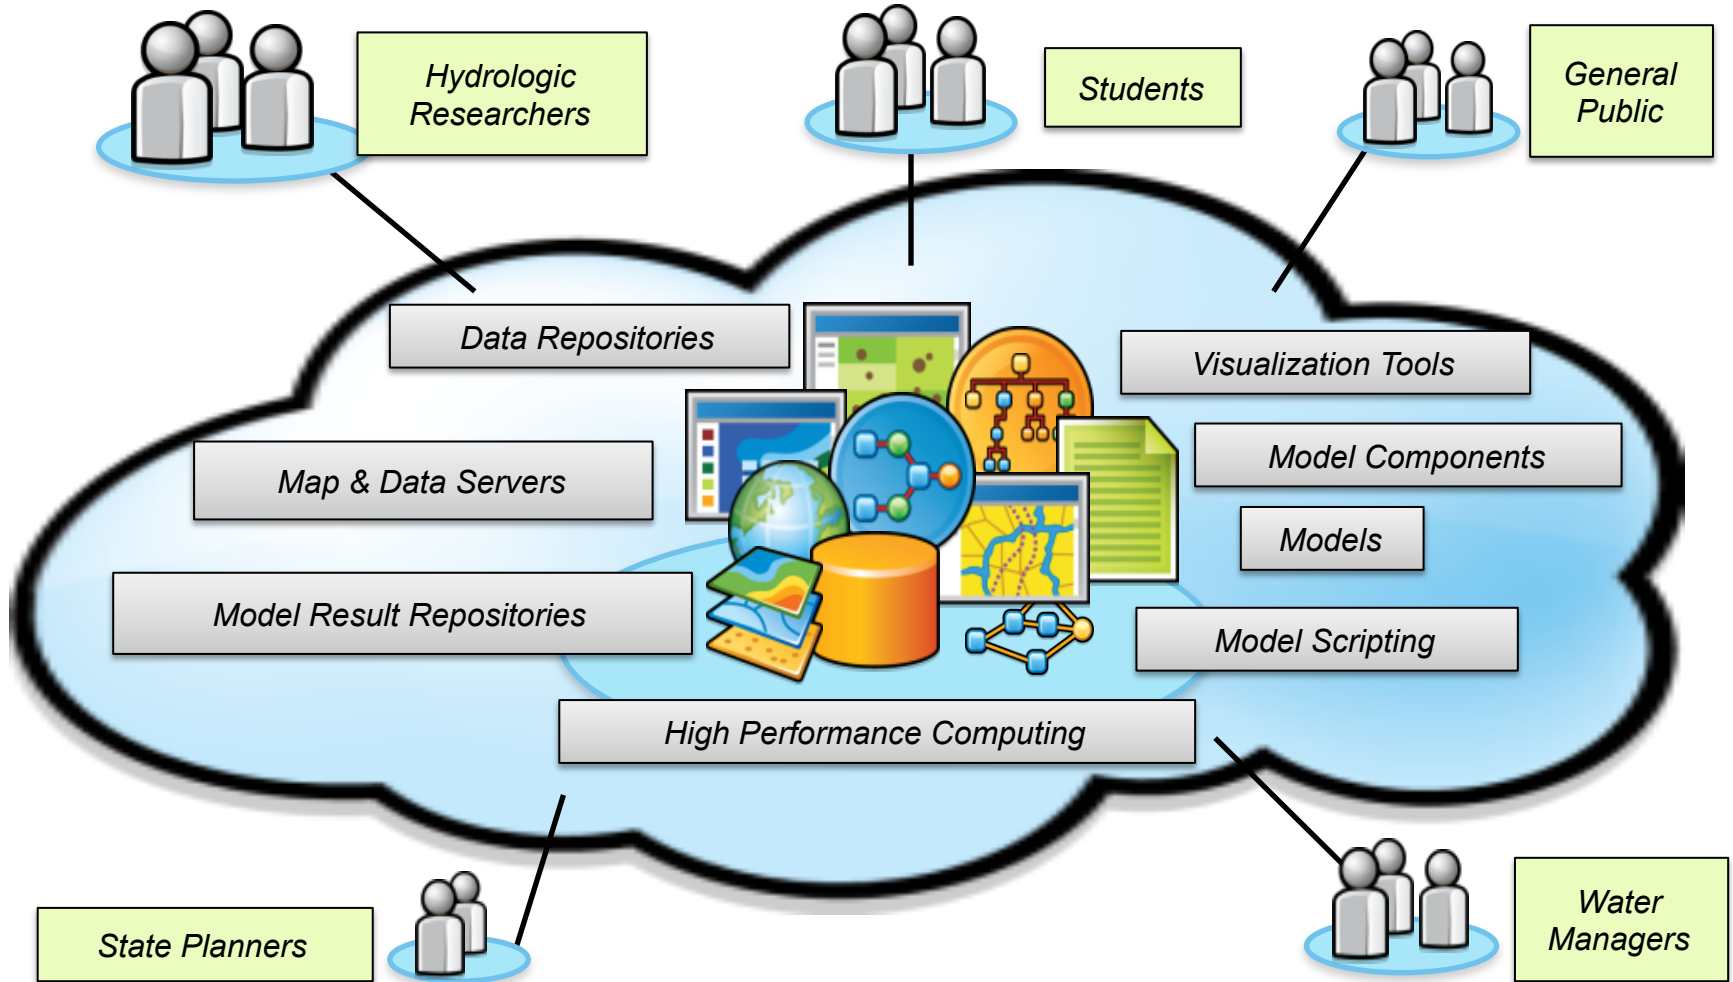 Hydrologic
Researchers
Students
General
Public
Data Repositories
Visualization Tools
Map & Data Servers
Model Components
Models
Model Result Repositories
Model Scripting
High Performance Computing
State Planners
Water
Managers